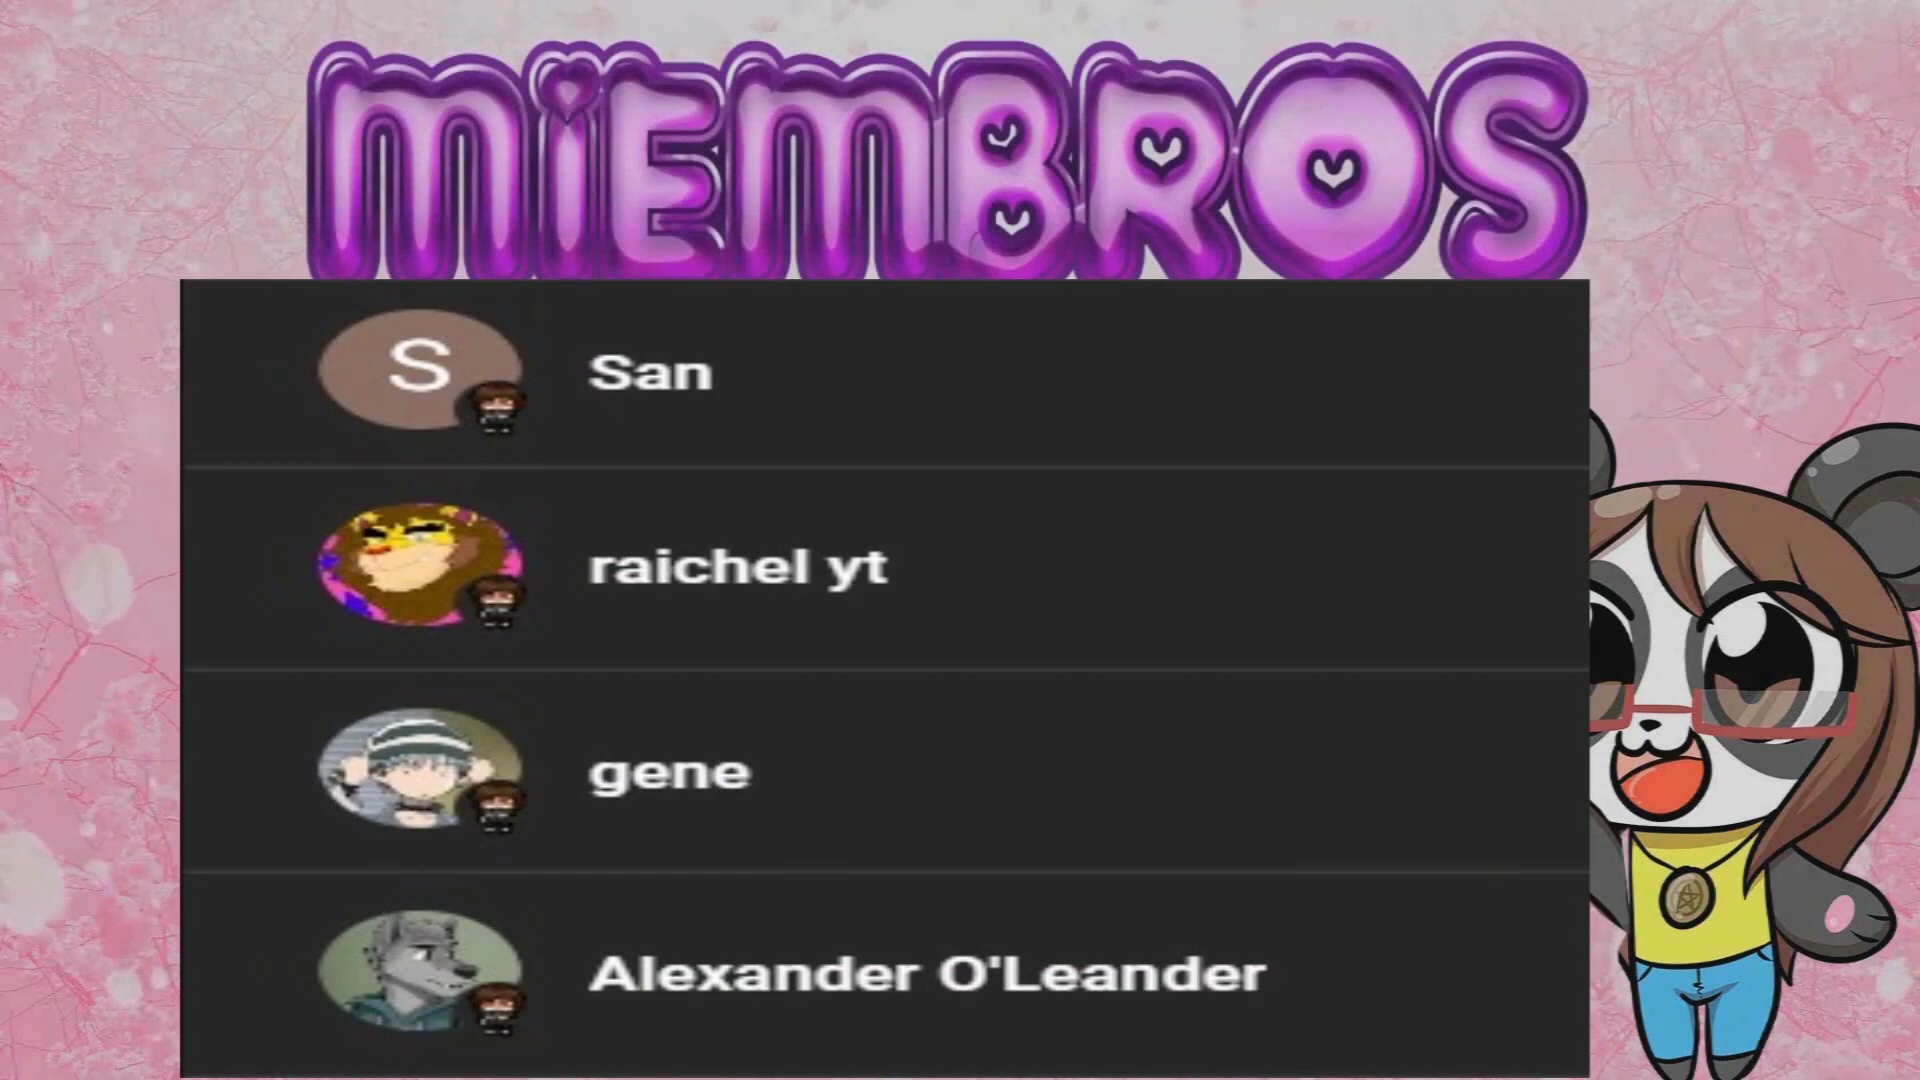 MiEMBROS
S
San
raichel yt
gene
Alexander O'Leander